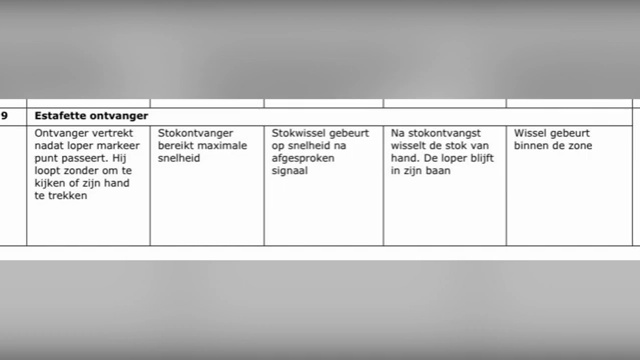 9 Estafette ontvanger
Ontvanger vertrekt
nadat loper markeer
punt passeert. Hij
loopt zonder om te
kijken of zijn hand
te trekken
Stokontvanger
bereikt maximale
snelheid
Stokwissel gebeurt
op snelheid na
afgesproken
signaal
Na stokontvangst
wisselt de stok van
hand. De loper blijft
in zijn baan
Wissel gebeurt
binnen de zone